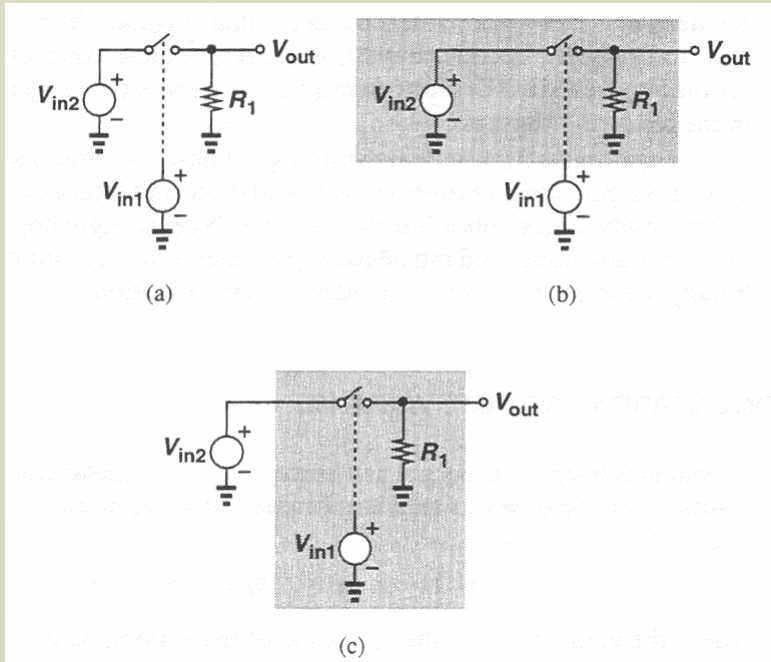 Vout
Vin2
+
−
R1
Vin1
+
−
(a)
Vout
Vin2
+
−
R1
Vin1
+
−
(b)
Vout
Vin2
+
−
R1
Vin1
+
−
(c)